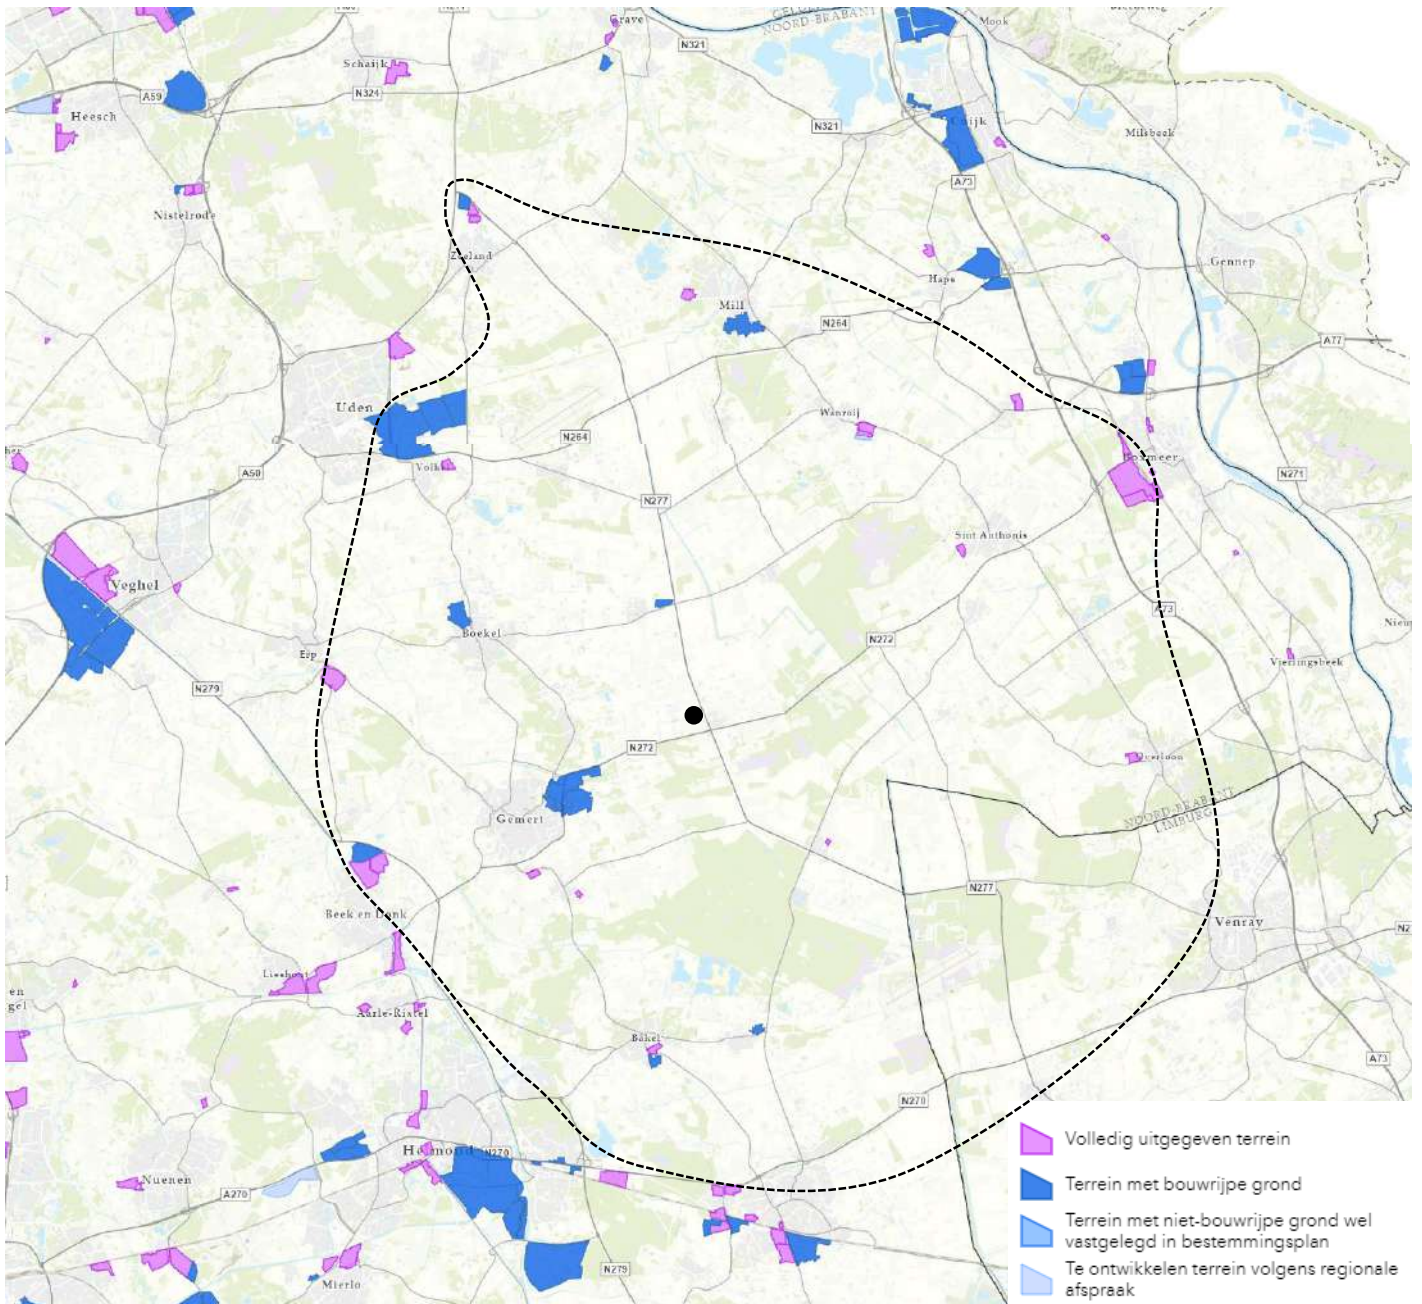 Grave
GELDERLAND
NOORD-BRABANT
Mook
N321
Schaijk
N324
A59
Heesch
N321
Cuijk
Milsbeek
A73
Nistelrode
Zeeland
Gennep
Haps
Mill
N264
A77
Uden
Wanroij
N264
Volkel
Boxmeer
A50
N271
N277
Sint Anthonis
Veghel
A73
Boekel
N272
Erp
Vierlingsbeek
N279
N272
Overloon
NOORD-BRABANT
LIMBURG
Gemert
N277
Beek en Donk
Venray
Lieshout
en
gel
Aarle-Rixtel
Bakel
A73
N270
Helmond
N270
Nuenen
A270
N279
Mierlo
Volledig uitgegeven terrein
Terrein met bouwrijpe grond
Terrein met niet-bouwrijpe grond wel
vastgelegd in bestemmingsplan
Te ontwikkelen terrein volgens regionale
afspraak